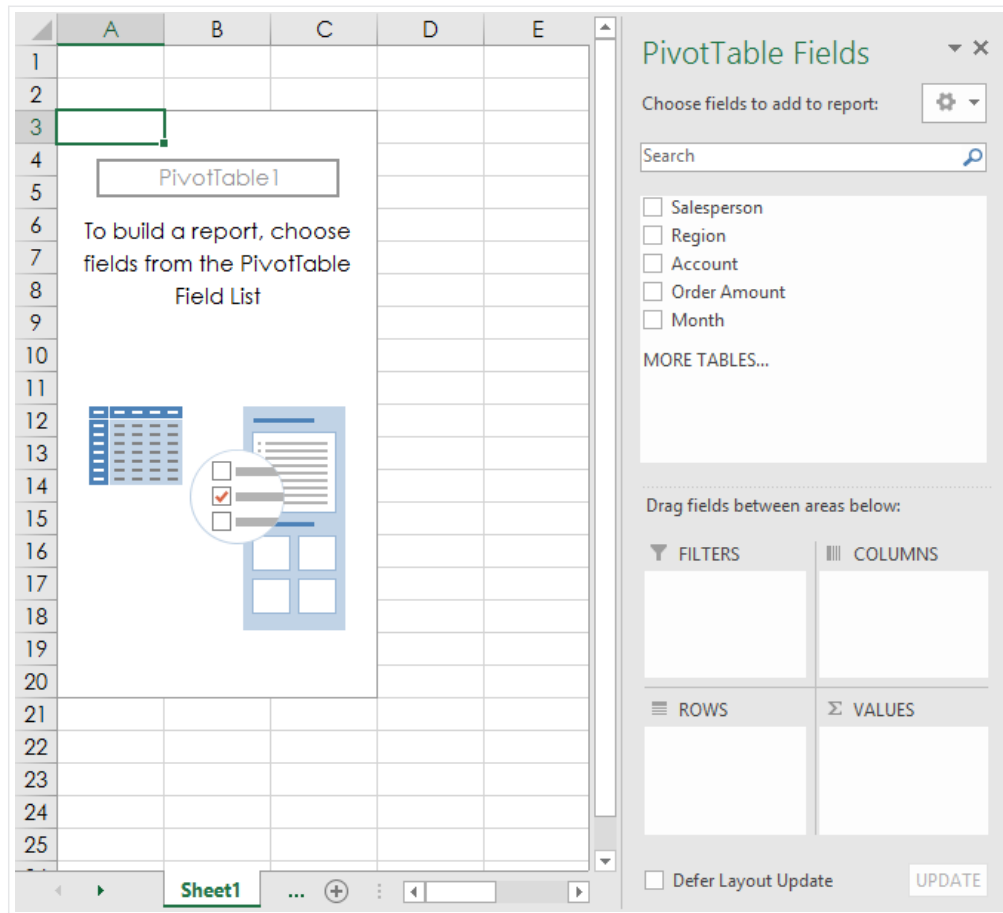 A B C D E
1
2
3
4
5
6
7
8
9
10
11
12
13
14
15
16
17
18
19
20
21
22
23
24
25
PivotTable1
To build a report, choose
fields from the PivotTable
Field List
Sheet1 ...
PivotTable Fields
Choose fields to add to report:
Search
Salesperson
Region
Account
Order Amount
Month
MORE TABLES...
Drag fields between areas below:
FILTERS
COLUMNS
ROWS
Σ VALUES
Defer Layout Update
UPDATE